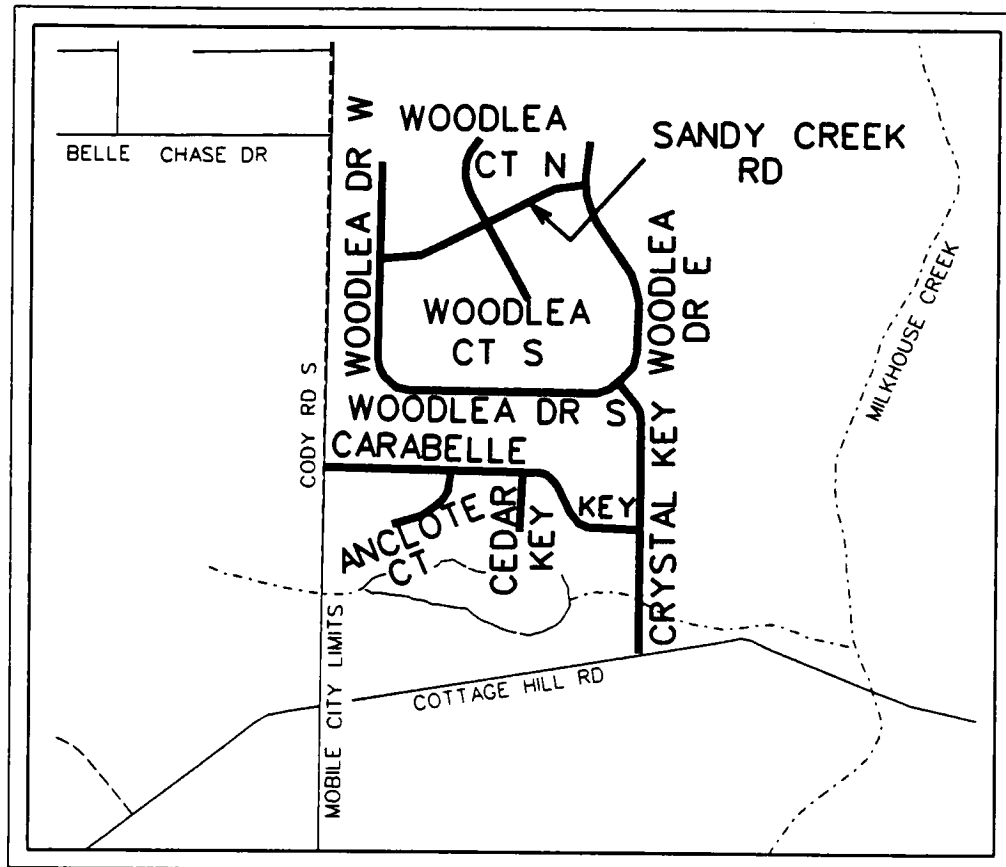 BELLE CHASE DR
WOODLEA DR W
WOODLEA
CT N
SANDY CREEK
RD
WOODLEA
CT S
WOODLEA
DR E
MILKHOUSE CREEK
CODY RD S
WOODLEA DR S
CARABELLE
KEY
ANCLOTE
CT
CEDAR
KEY
CRYSTAL KEY
MOBILE CITY LIMITS
COTTAGE HILL RD